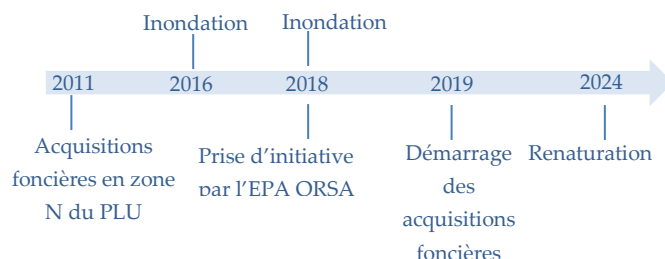 Inondation
Inondation
2011
2016
2018
2019
2024
Acquisitions
foncières en zone
N du PLU
Prise d'initiative
par l'EPA ORSA
Démarrage
des
acquisitions
foncières
Renaturation